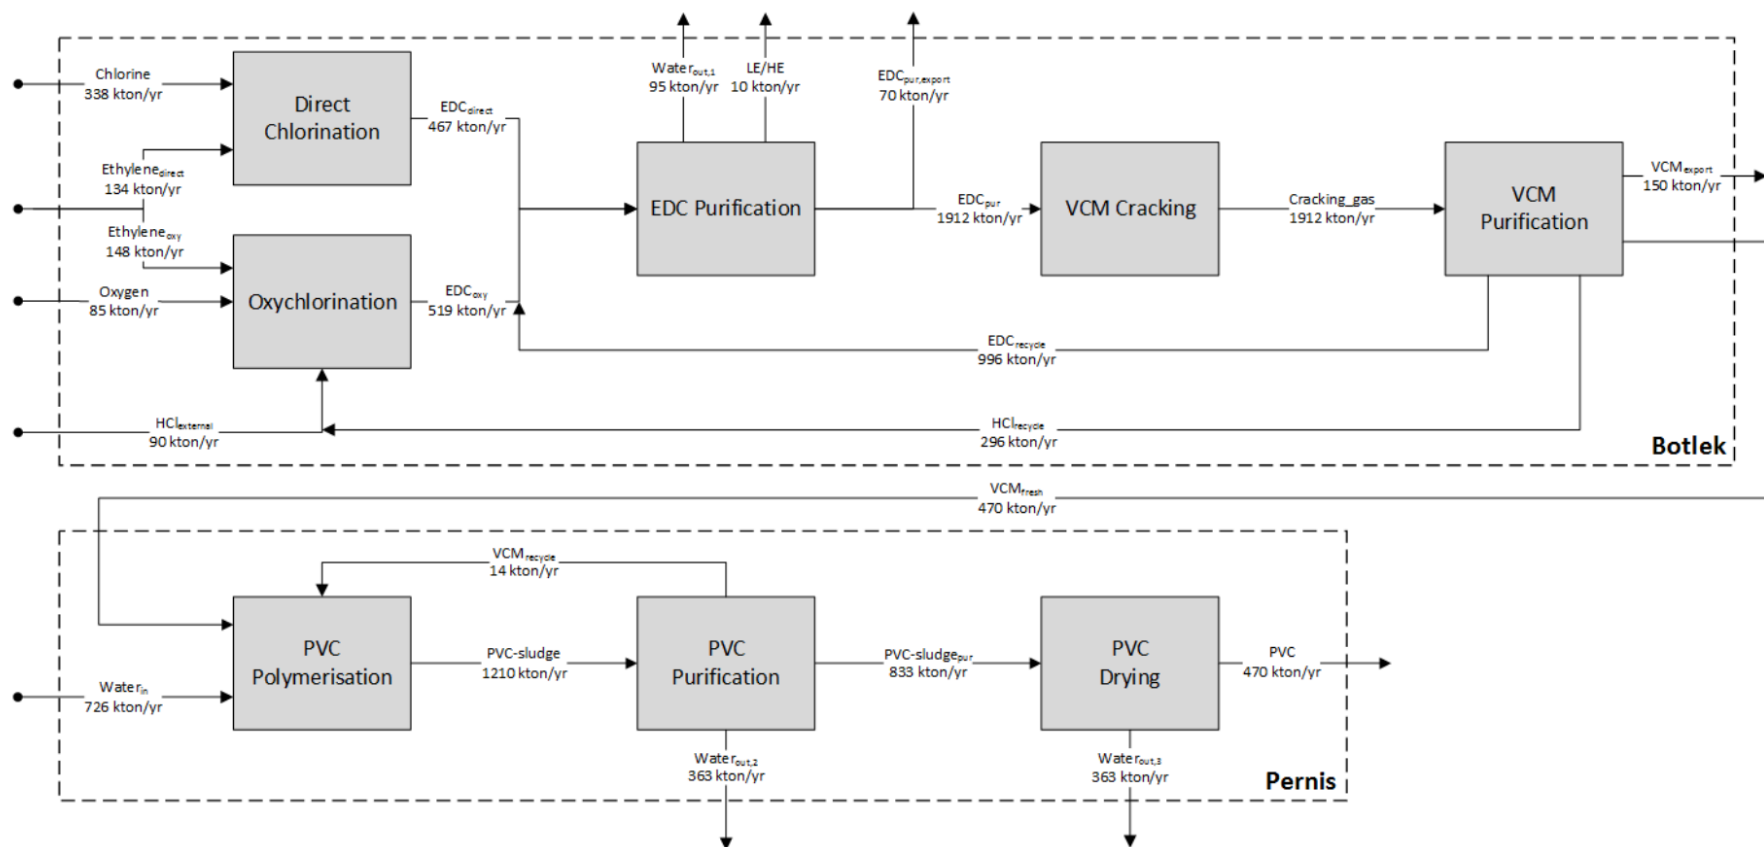 Chlorine
338 kton/yr
Direct
Chlorination
EDCdirect
467 kton/yr
Waterout,1
95 kton/yr
LE/HE
10 kton/yr
EDCpur,export
70 kton/yr
Ethylenedirect
134 kton/yr
EDC Purification
EDCpur
1912 kton/yr
VCM Cracking
Cracking_gas
1912 kton/yr
VCM
Purification
VCMexport
150 kton/yr
Ethyleneoxy
148 kton/yr
Oxygen
85 kton/yr
Oxychlorination
EDCoxy
519 kton/yr
EDCrecycle
996 kton/yr
HClexternal
90 kton/yr
HClrecycle
296 kton/yr
Botlek
VCMfresh
470 kton/yr
VCMrecycle
14 kton/yr
PVC
Polymerisation
PVC-sludge
1210 kton/yr
PVC
Purification
PVC-sludgepur
833 kton/yr
PVC
Drying
PVC
470 kton/yr
Waterin
726 kton/yr
Waterout,2
363 kton/yr
Waterout,3
363 kton/yr
Pernis